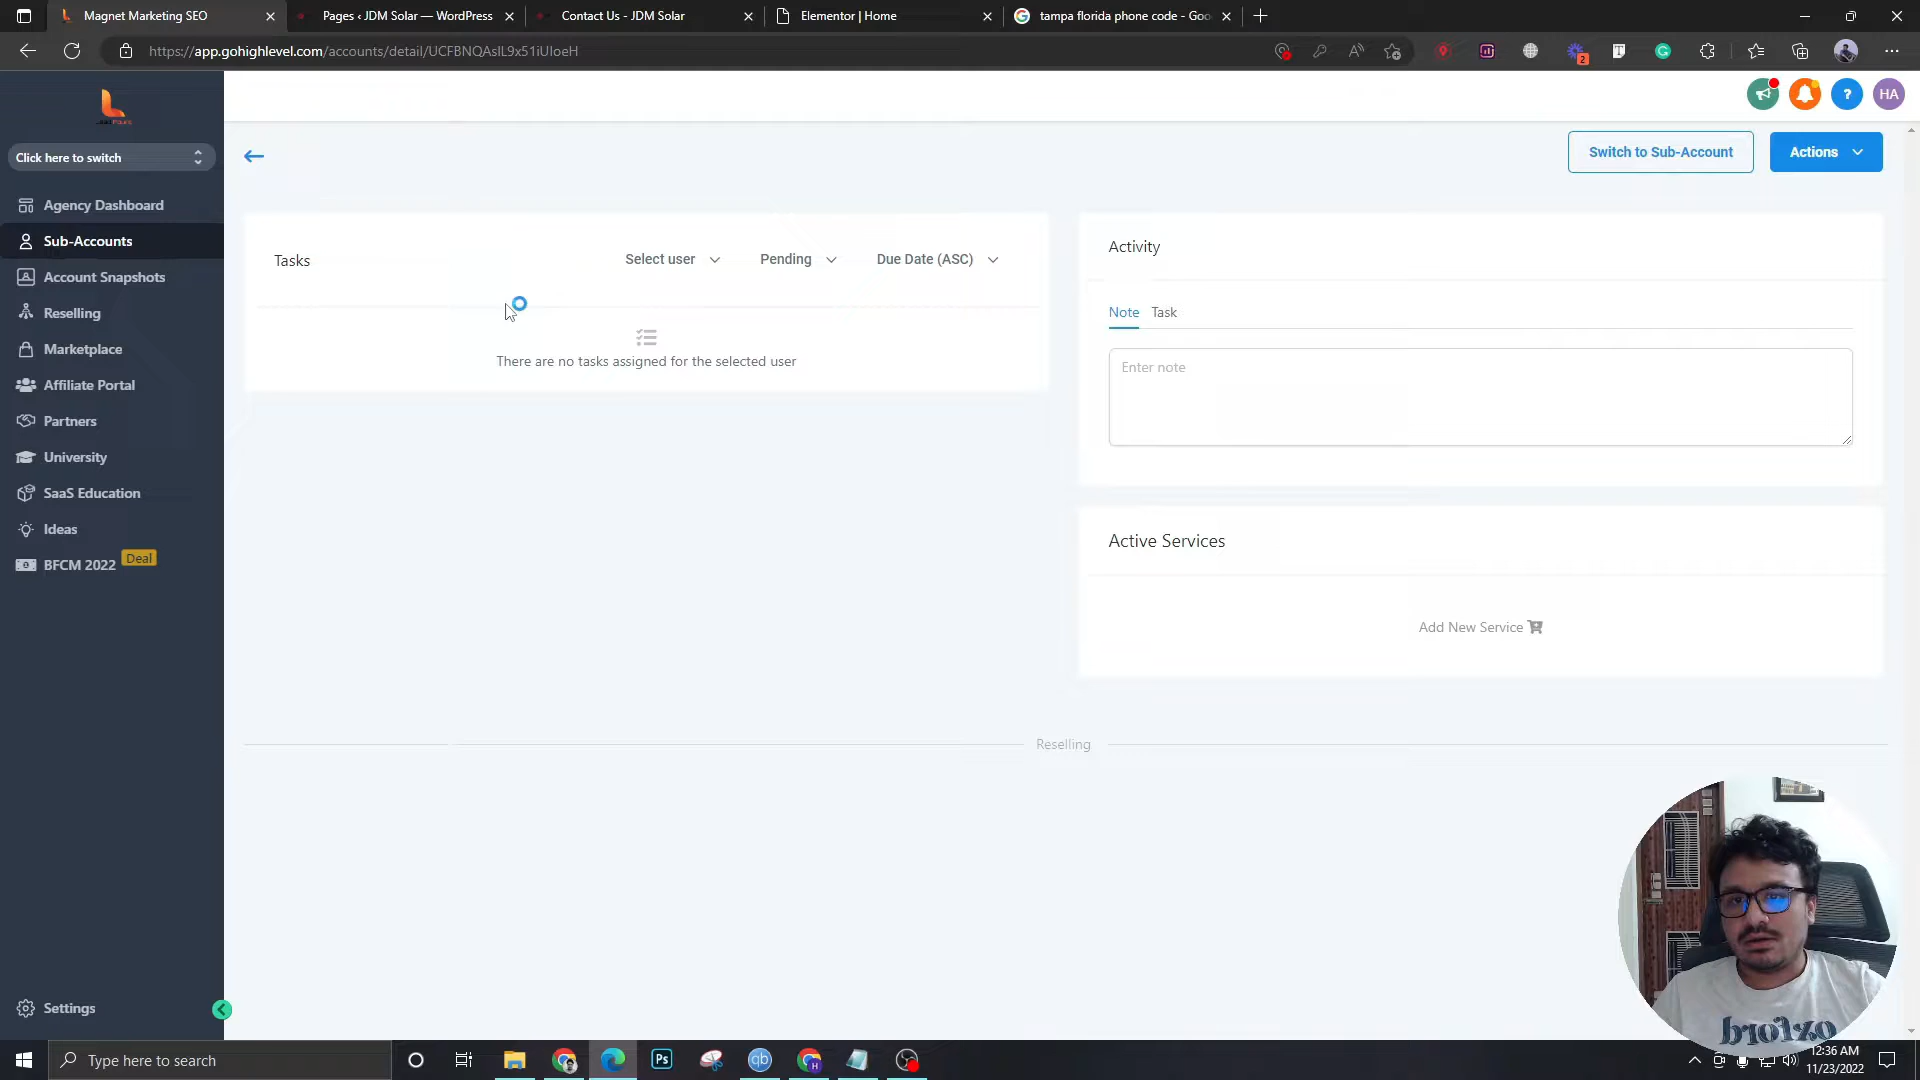 Magnet Marketing SEO
Pages ‹ JDM Solar — WordPress
Contact Us - JDM Solar
Elementor | Home
tampa florida phone code - Goo
https://app.gohighlevel.com/accounts/detail/UCFBNQAsIL9x51iUIoeH
2
HA
Click here to switch
Switch to Sub-Account
Actions
Agency Dashboard
Sub-Accounts
Account Snapshots
Reselling
Marketplace
Affiliate Portal
Partners
University
SaaS Education
Ideas
BFCM 2022
Deal
Settings
Tasks
Select user
Pending
Due Date (ASC)
There are no tasks assigned for the selected user
Activity
Note
Task
Enter note
Active Services
Add New Service
Reselling
oxford
Type here to search
Ps
qb
12:36 AM
11/23/2022